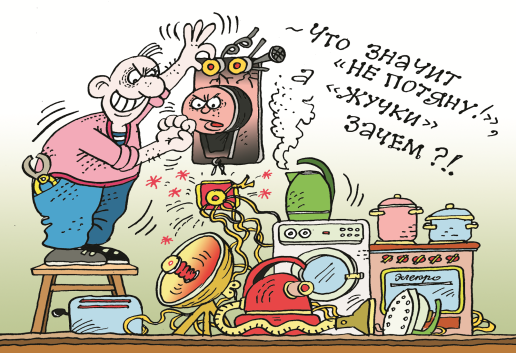 ~ Что значит
"НЕ ПОТЯНУ!",
а "ЖУЧКИ"
ЗАЧЕМ?!.
Электро